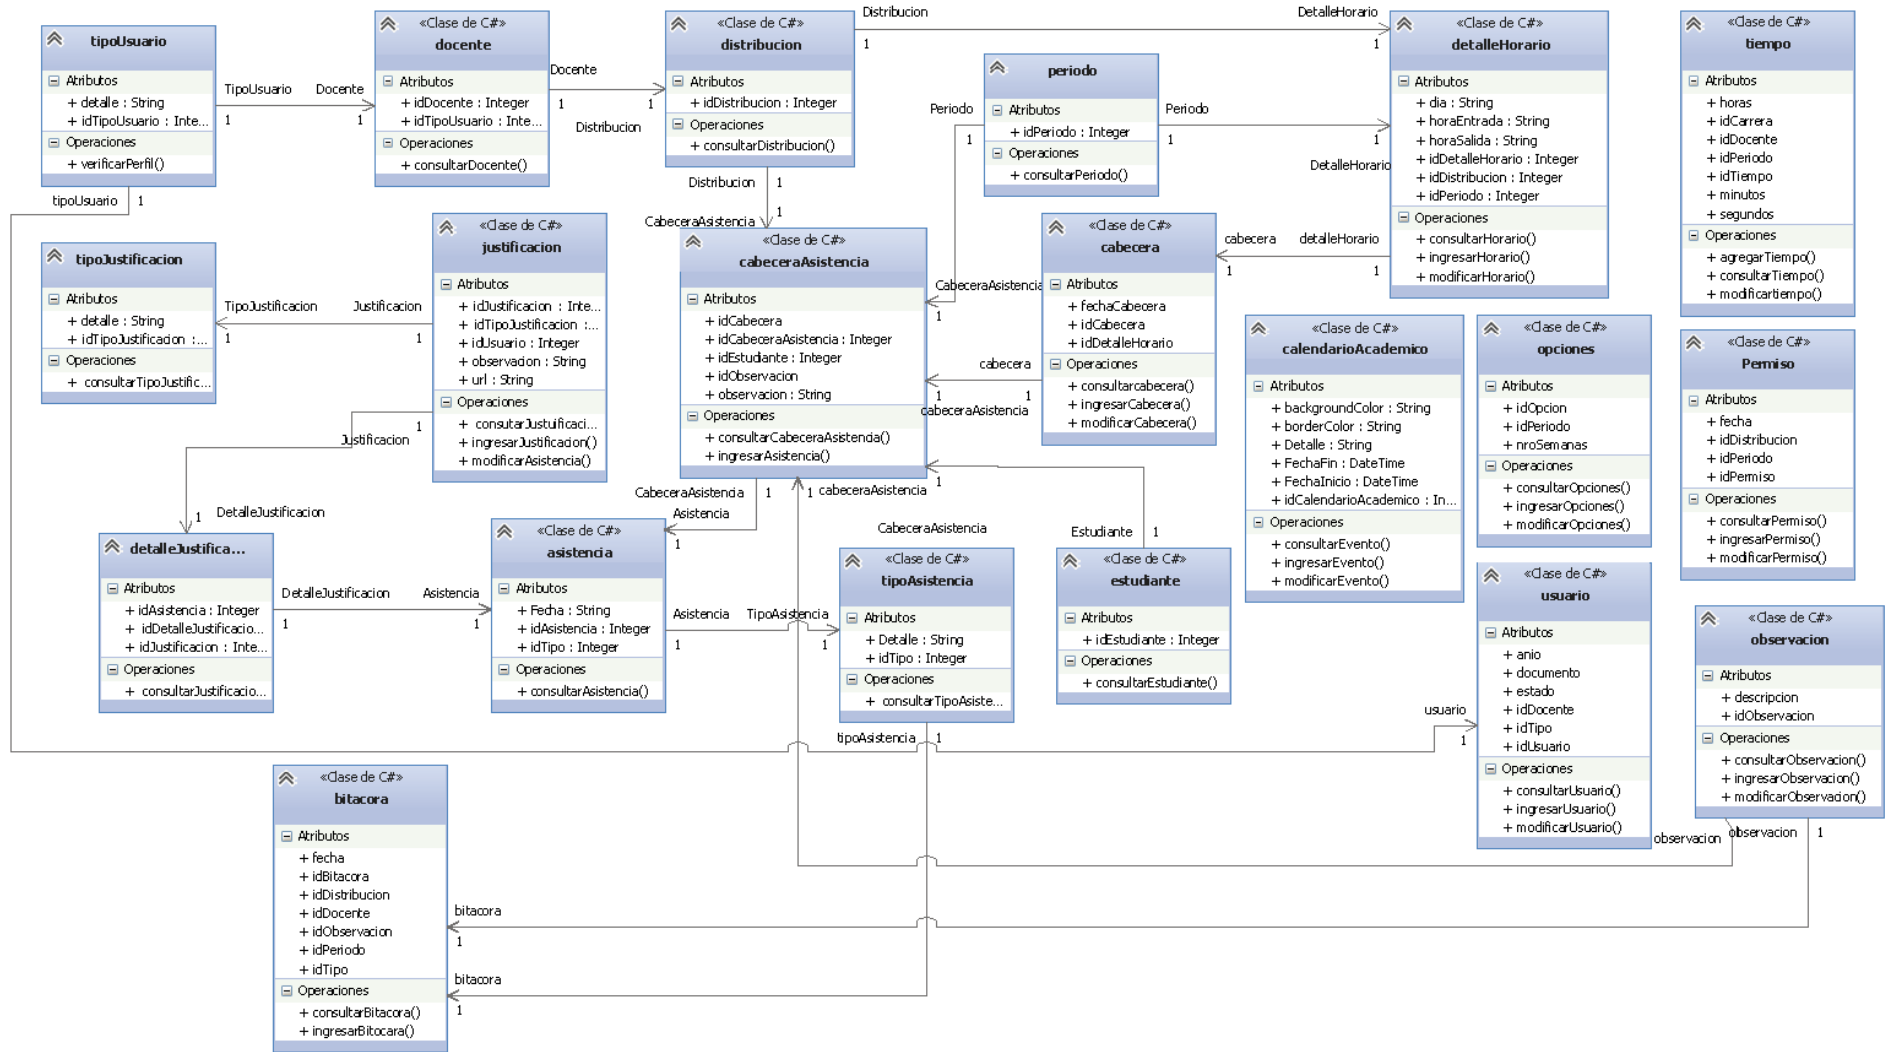 tipoUsuario
Atributos
+ detalle : String
+ idTipoUsuario : Inte...
Operaciones
+ verificarPerfil()
TipoUsuario
Docente
1
1
«Clase de C#»
docente
Atributos
+ idDocente : Integer
+ idTipoUsuario : Inte...
Operaciones
+ consultarDocente()
Docente
1
1
Distribucion
«Clase de C#»
distribucion
Atributos
+ idDistribucion : Integer
Operaciones
+ consultarDistribucion()
Distribucion
DetalleHorario
1
1
periodo
Atributos
+ idPeriodo : Integer
Operaciones
+ consultarPeriodo()
Periodo
1
Periodo
1
1
DetalleHorario
«Clase de C#»
detalleHorario
Atributos
+ dia : String
+ horaEntrada : String
+ horaSalida : String
+ idDetalleHorario : Integer
+ idDistribucion : Integer
+ idPeriodo : Integer
Operaciones
+ consultarHorario()
+ ingresarHorario()
+ modificarHorario()
«Clase de C#»
tiempo
Atributos
+ horas
+ idCarrera
+ idDocente
+ idPeriodo
+ idTiempo
+ minutos
+ segundos
Operaciones
+ agregarTiempo()
+ consultarTiempo()
+ modificartiempo()
tipoUsuario
1
Distribucion
1
1
CabeceraAsistencia
tipoJustificacion
Atributos
+ detalle : String
+ idTipoJustificacion :...
Operaciones
+ consultarTipoJustific...
TipoJustificacion
Justificacion
1
1
«Clase de C#»
justificacion
Atributos
+ idJustificacion : Inte...
+ idTipoJustificacion :...
+ idUsuario : Integer
+ observacion : String
+ url : String
Operaciones
+ consutarJustuificaci...
+ ingresarJustificacion()
+ modificarAsistencia()
1
Justificacion
1
DetalleJustificacion
«Clase de C#»
cabeceraAsistencia
Atributos
+ idCabecera
+ idCabeceraAsistencia : Integer
+ idEstudiante : Integer
+ idObservacion
+ observacion : String
Operaciones
+ consultarCabeceraAsistencia()
+ ingresarAsistencia()
CabeceraAsistencia
1
«Clase de C#»
cabecera
Atributos
+ fechaCabecera
+ idCabecera
+ idDetalleHorario
Operaciones
+ consultarcabecera()
+ ingresarCabecera()
+ modificarCabecera()
cabecera
detalleHorario
1
1
cabecera
1
1
cabeceraAsistencia
«Clase de C#»
calendarioAcademico
Atributos
+ backgroundColor : String
+ borderColor : String
+ Detalle : String
+ FechaFin : DateTime
+ FechaInicio : DateTime
+ idCalendarioAcademico : In...
Operaciones
+ consultarEvento()
+ ingresarEvento()
+ modificarEvento()
«Clase de C#»
opciones
Atributos
+ idOpcion
+ idPeriodo
+ nroSemanas
Operaciones
+ consultarOpciones()
+ ingresarOpciones()
+ modificarOpciones()
«Clase de C#»
Permiso
Atributos
+ fecha
+ idDistribucion
+ idPeriodo
+ idPermiso
Operaciones
+ consultarPermiso()
+ ingresarPermiso()
+ modificarPermiso()
CabeceraAsistencia
1
Asistencia
1
1
cabeceraAsistencia
1
CabeceraAsistencia
Estudiante
1
detalleJustifica...
Atributos
+ idAsistencia : Integer
+ idDetalleJustificacio...
+ idJustificacion : Inte...
Operaciones
+ consultarJustificacio...
DetalleJustificacion
Asistencia
1
1
«Clase de C#»
asistencia
Atributos
+ Fecha : String
+ idAsistencia : Integer
+ idTipo : Integer
Operaciones
+ consultarAsistencia()
Asistencia
TipoAsistencia
1
1
«Clase de C#»
tipoAsistencia
Atributos
+ Detalle : String
+ idTipo : Integer
Operaciones
+ consultarTipoAsiste...
tipoAsistencia
1
«Clase de C#»
estudiante
Atributos
+ idEstudiante : Integer
Operaciones
+ consultarEstudiante()
usuario
1
«Clase de C#»
usuario
Atributos
+ anio
+ documento
+ estado
+ idDocente
+ idTipo
+ idUsuario
Operaciones
+ consultarUsuario()
+ ingresarUsuario()
+ modificarUsuario()
«Clase de C#»
observacion
Atributos
+ descripcion
+ idObservacion
Operaciones
+ consultarObservacion()
+ ingresarObservacion()
+ modificarObservacion()
observacion
observacion
1
«Clase de C#»
bitacora
Atributos
+ fecha
+ idBitacora
+ idDistribucion
+ idDocente
+ idObservacion
+ idPeriodo
+ idTipo
Operaciones
+ consultarBitacora()
+ ingresarBitocara()
bitacora
1
bitacora
1